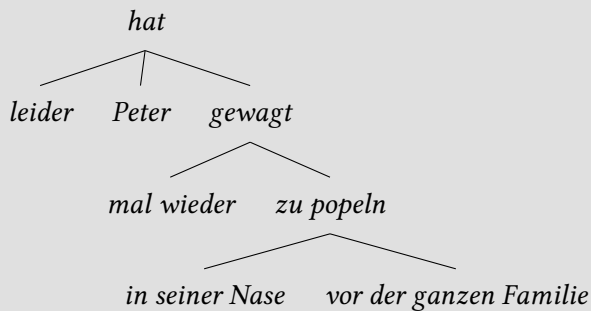 hat
leider Peter gewagt
mal wieder zu popeln
in seiner Nase vor der ganzen Familie